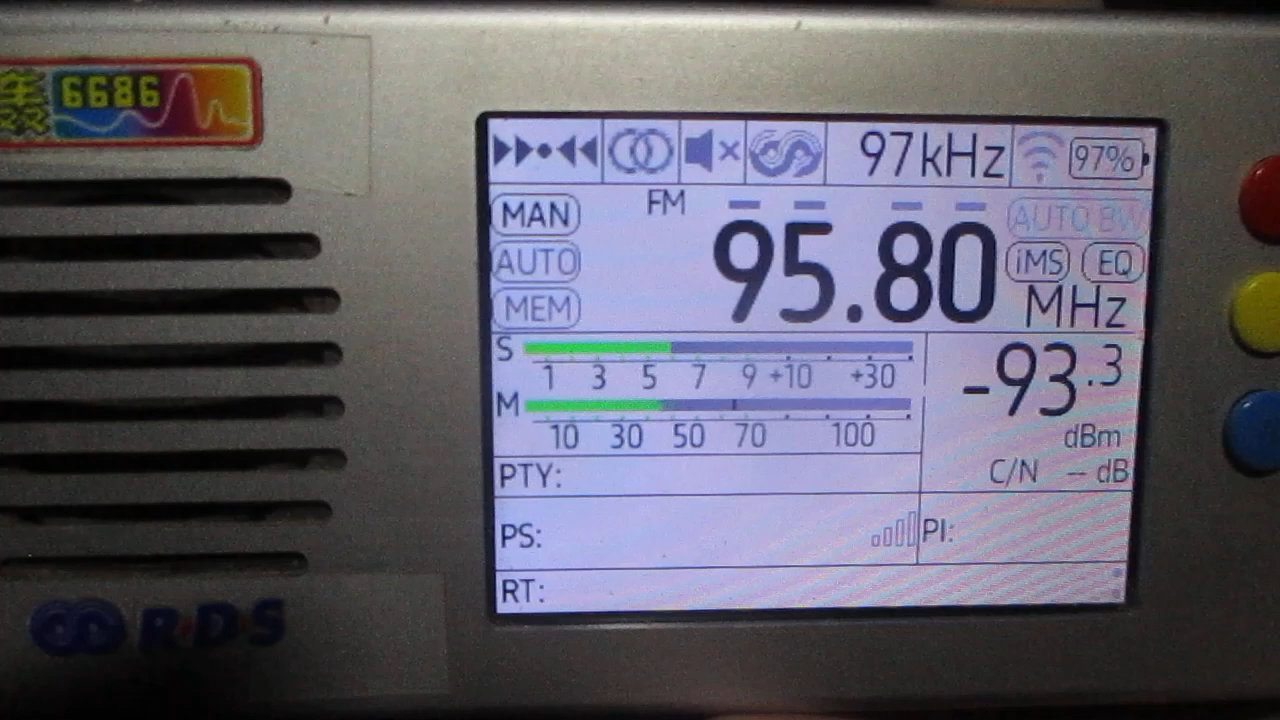 6686
97kHz 97%
FM
MAN
AUTO BW
AUTO
95.80
iMS EQ
MEM
MHz
S
1 3 5 7 9 +10 +30
-93.3
M
10 30 50 70 100
dBm
PTY:
C/N -- dB
PS:
PI:
RT:
R·D·S